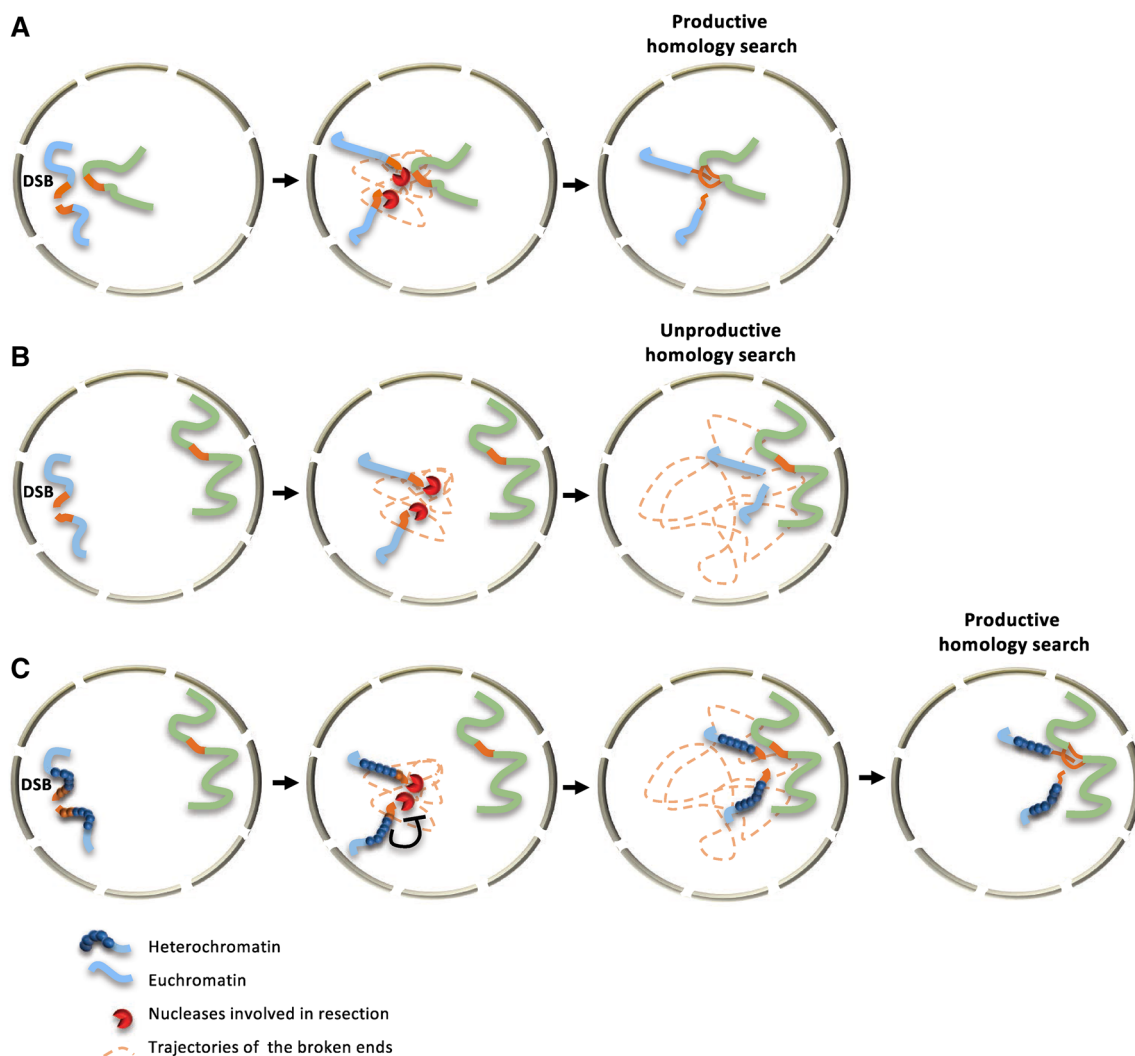 A
Productive
homology search
DSB
B
Unproductive
homology search
DSB
Productive
homology search
C
DSB
Heterochromatin
Euchromatin
Nucleases involved in resection
Trajectories of the broken ends